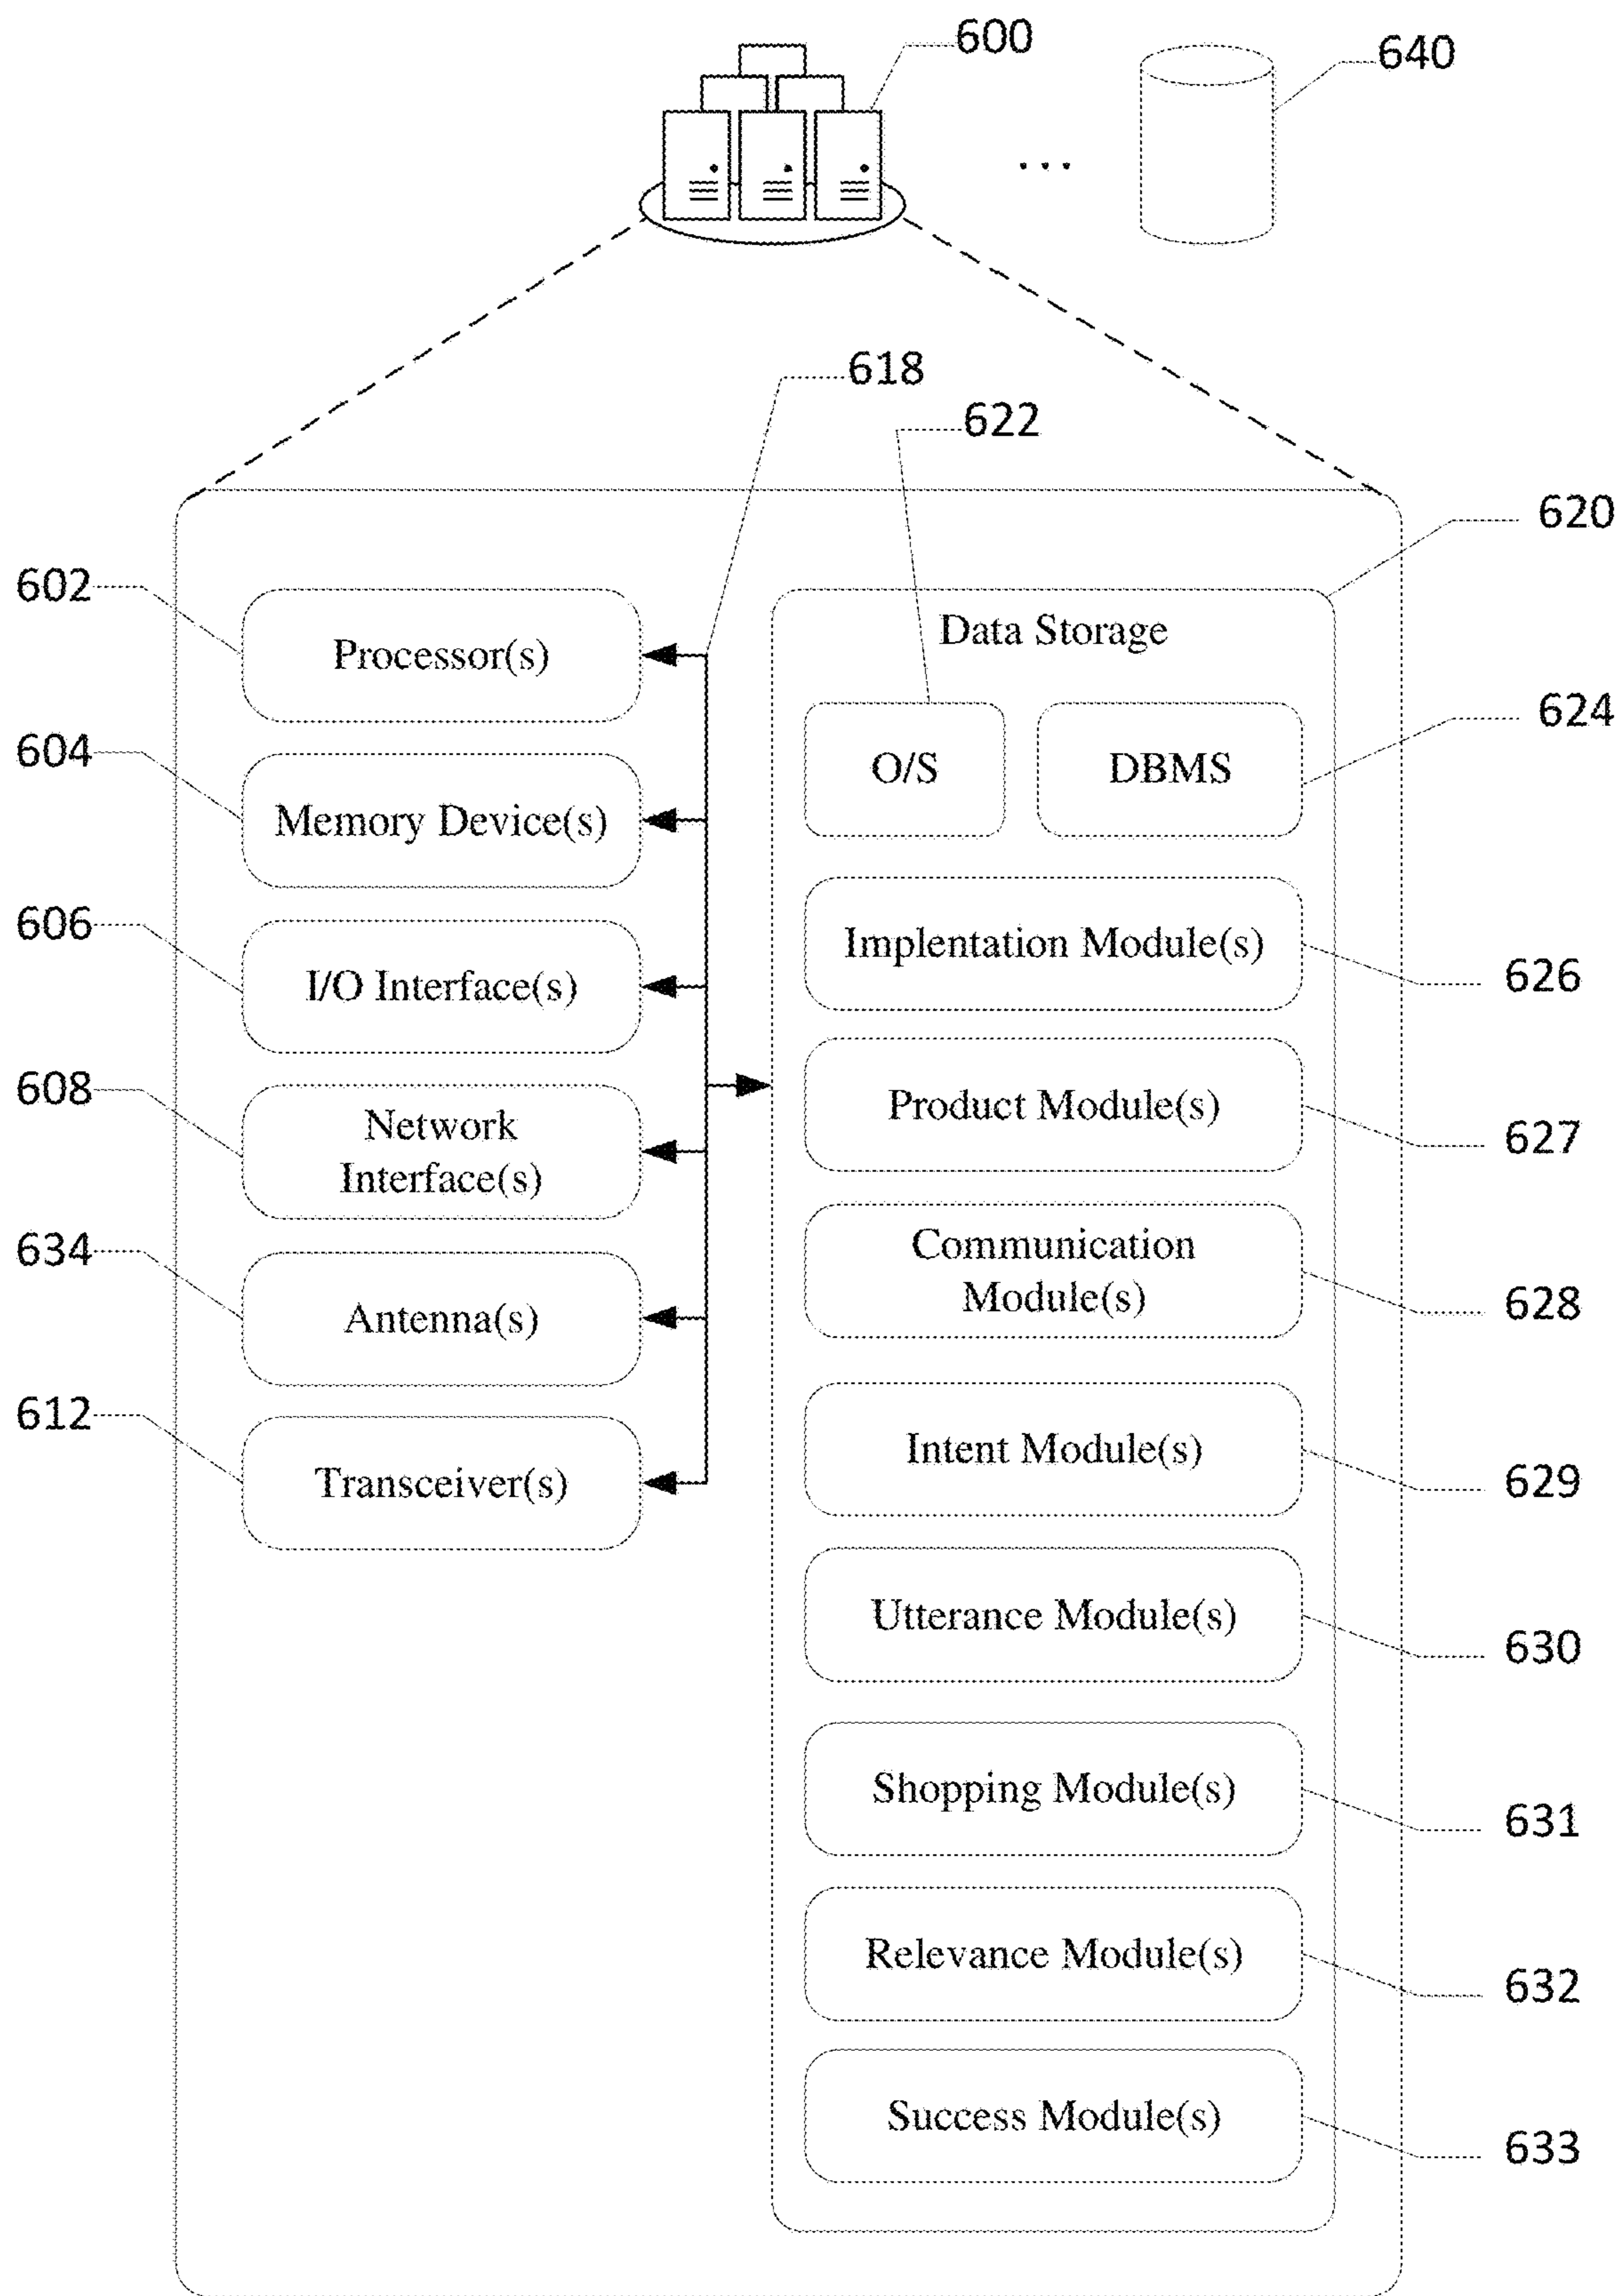 600
640
...
618
622
620
602
Processor(s)
Data Storage
624
604
Memory Device(s)
O/S
DBMS
606
I/O Interface(s)
Implentation Module(s)
626
608
Network
Interface(s)
Product Module(s)
627
634
Antenna(s)
Communication
Module(s)
628
612
Transceiver(s)
Intent Module(s)
629
Utterance Module(s)
630
Shopping Module(s)
631
Relevance Module(s)
632
Success Module(s)
633